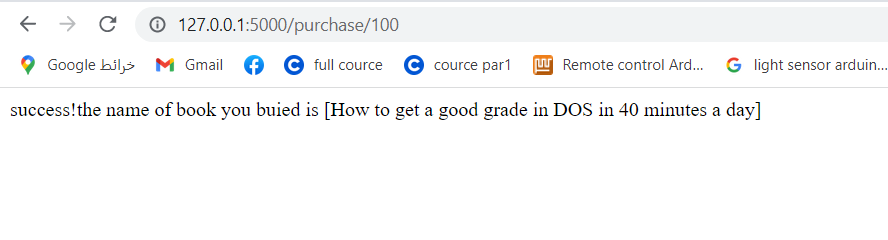 127.0.0.1:5000/purchase/100
Google خرائط Gmail full cource cource par1 Remote control Ard... light sensor arduin...
success!the name of book you buied is [How to get a good grade in DOS in 40 minutes a day]